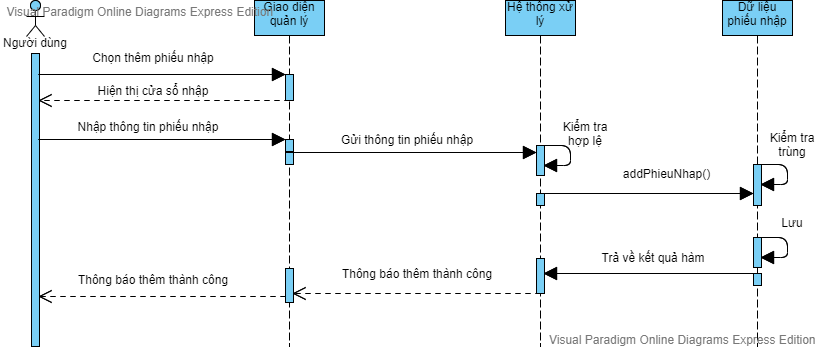 Visual Paradigm Online Diagrams Express Edition
Người dùng
Giao diện
quản lý
Hệ thống xử
lý
Dữ liệu
phiếu nhập
Chọn thêm phiếu nhập
Hiện thị cửa sổ nhập
Nhập thông tin phiếu nhập
Gửi thông tin phiếu nhập
Kiểm tra
hợp lệ
Kiểm tra
trùng
addPhieuNhap()
Lưu
Trả về kết quả hàm
Thông báo thêm thành công
Thông báo thêm thành công
Visual Paradigm Online Diagrams Express Edition